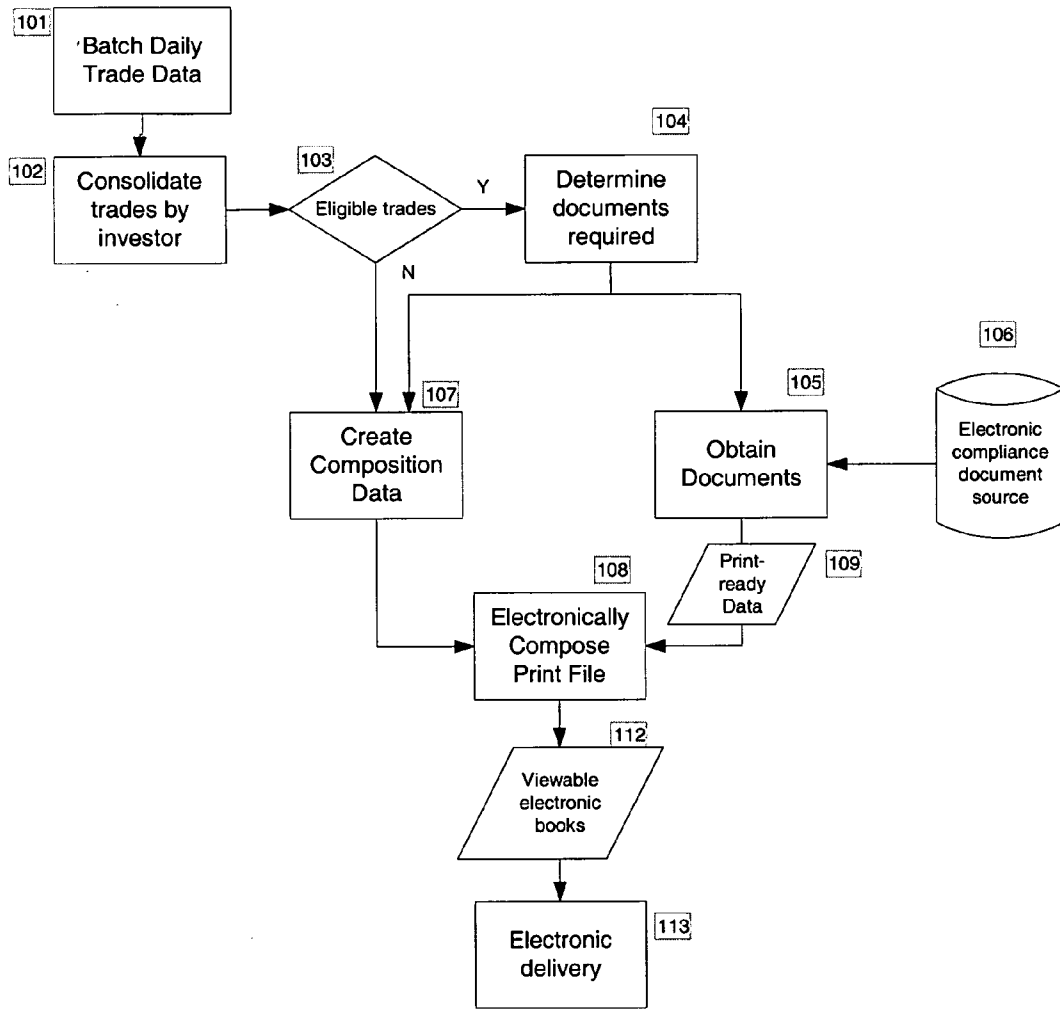 101
Batch Daily
Trade Data
102
Consolidate
trades by
investor
103
Eligible trades
Y
N
104
Determine
documents
required
107
Create
Composition
Data
105
Obtain
Documents
106
Electronic
compliance
document
source
109
Print-
ready
Data
108
Electronically
Compose
Print File
112
Viewable
electronic
books
113
Electronic
delivery